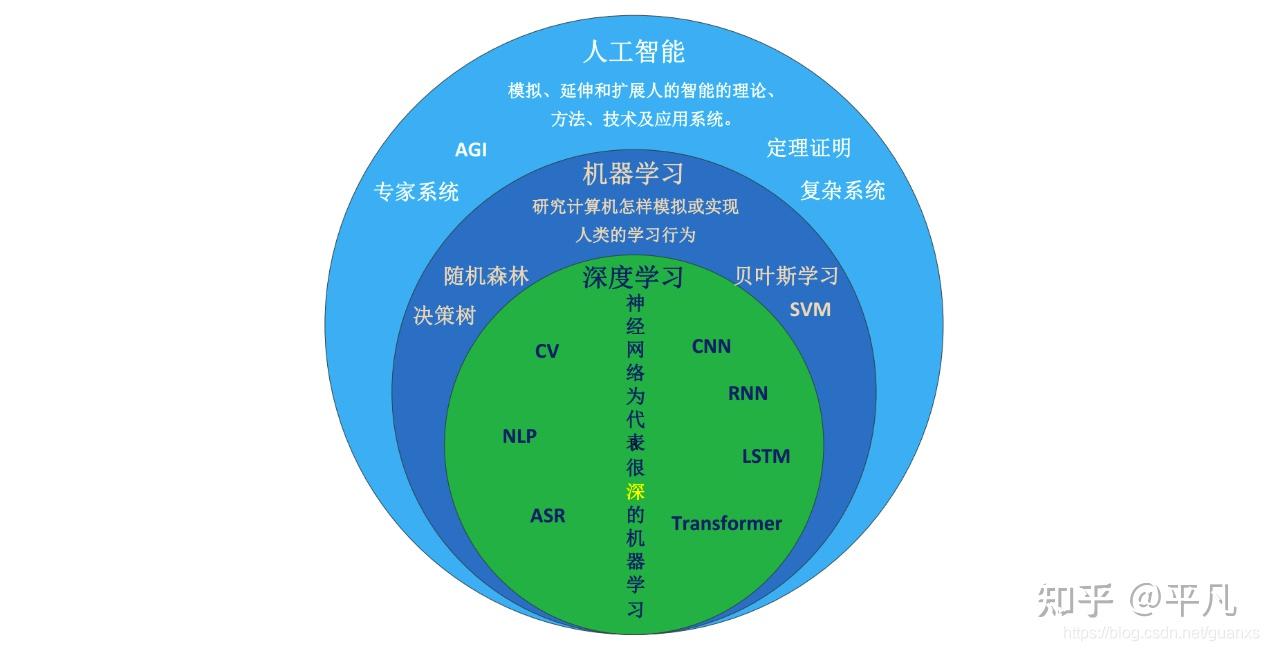 人工智能
模拟、延伸和扩展人的智能的理论、
方法、技术及应用系统。
AGI
定理证明
专家系统
复杂系统
机器学习
研究计算机怎样模拟或实现
人类的学习行为
随机森林
贝叶斯学习
决策树
SVM
深度学习
神经网络为代表很深的机器学习
CV
CNN
RNN
NLP
LSTM
ASR
Transformer
知乎 @平凡
https://blog.csdn.net/guanxs